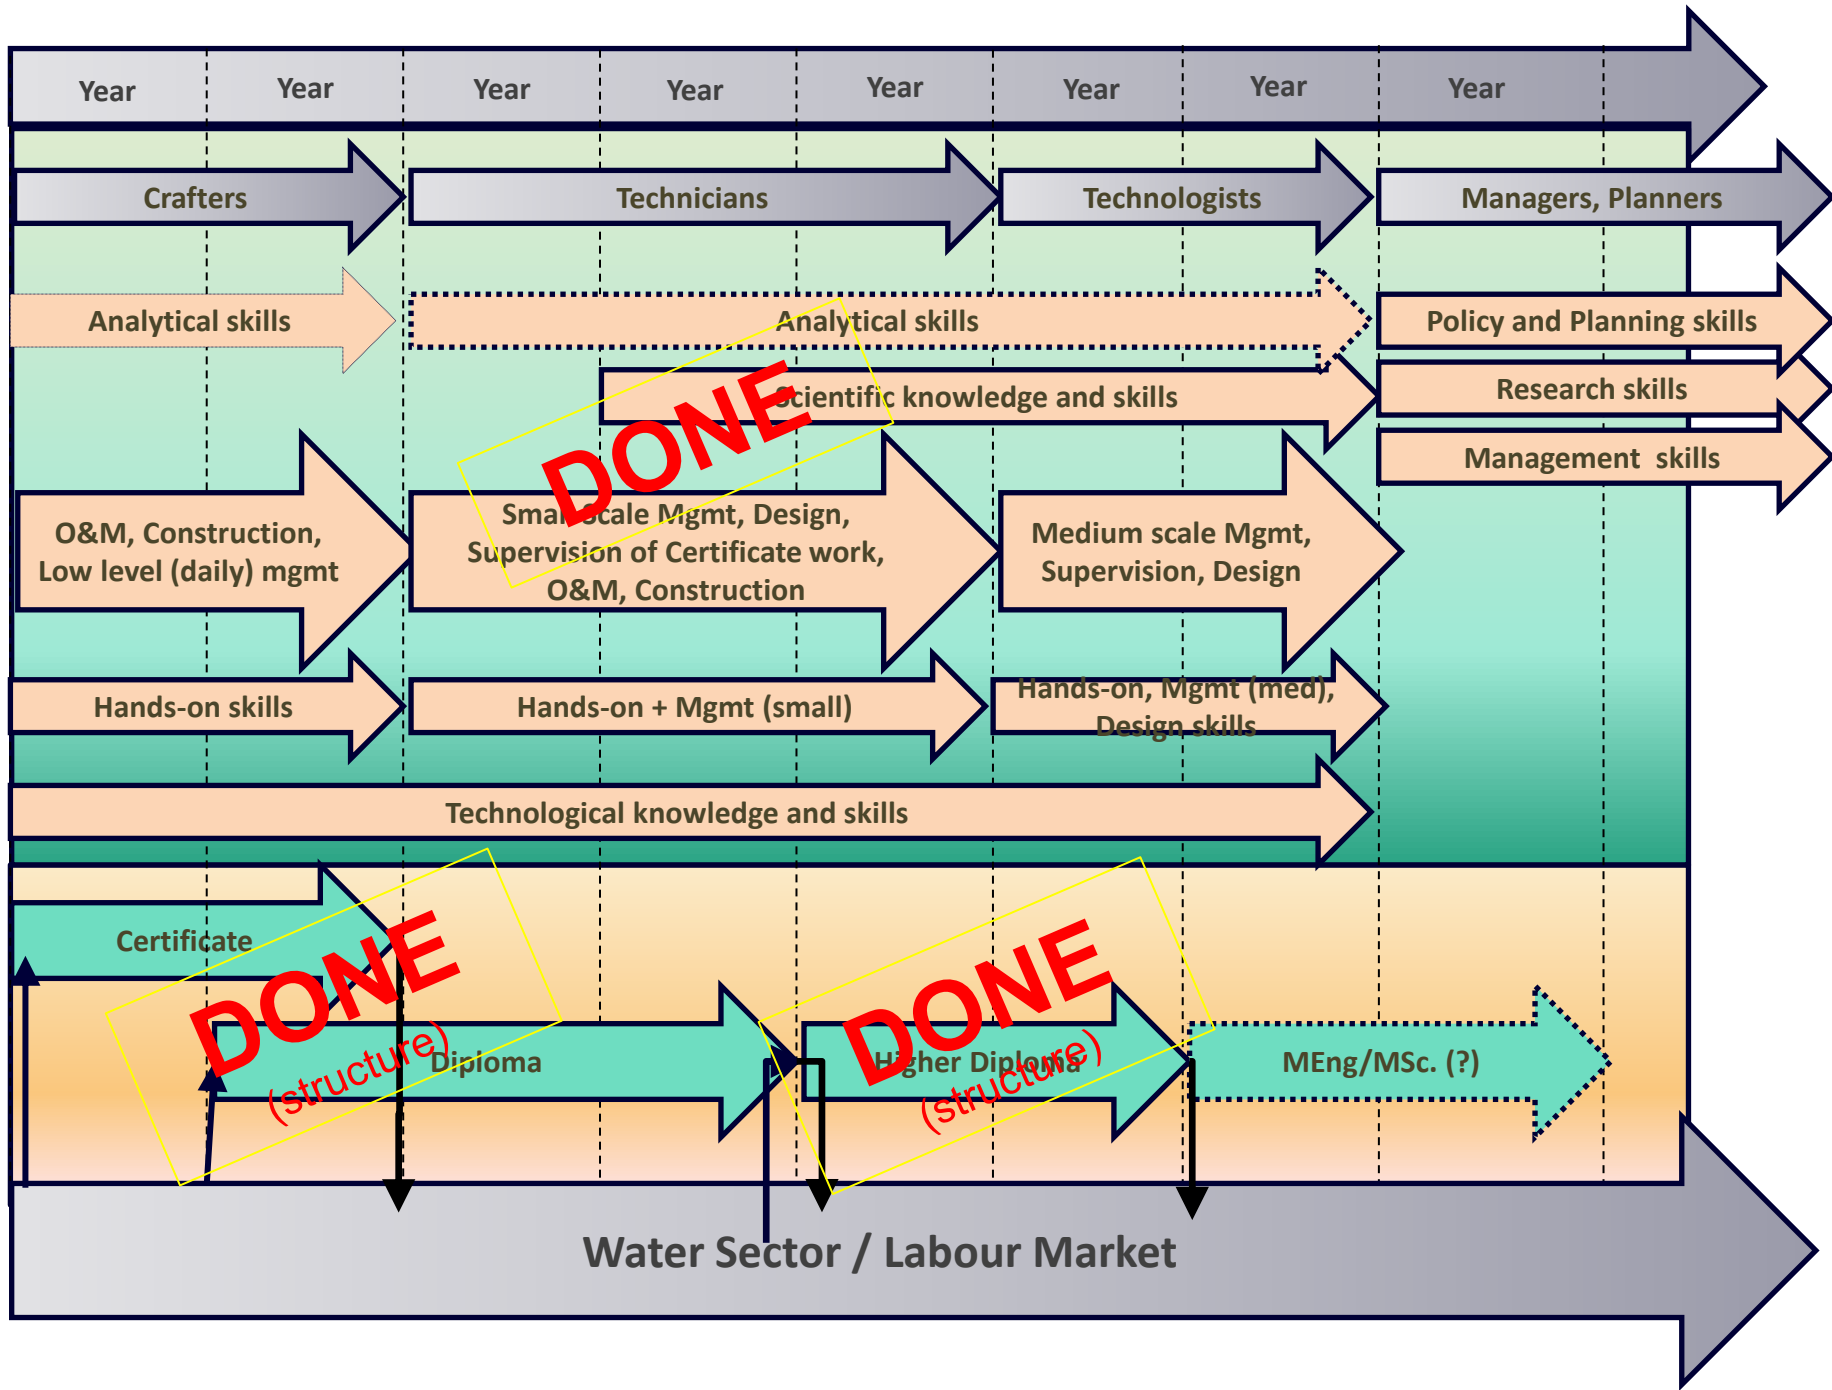 Year Year Year Year Year Year Year Year
Crafters Technicians Technologists Managers, Planners
Analytical skills Analytical skills Policy and Planning skills
Scientific knowledge and skills Research skills
DONE
Management  skills
O&M, Construction,
Low level (daily) mgmt
Small Scale Mgmt, Design,
Supervision of Certificate work,
O&M, Construction
Medium scale Mgmt,
Supervision, Design
Hands-on skills Hands-on + Mgmt (small)
Hands-on, Mgmt (med),
Design skills
Technological knowledge and skills
Certificate
DONE
(structure)
Diploma
DONE
(structure)
Higher Diploma
MEng/MSc. (?)
Water Sector / Labour Market